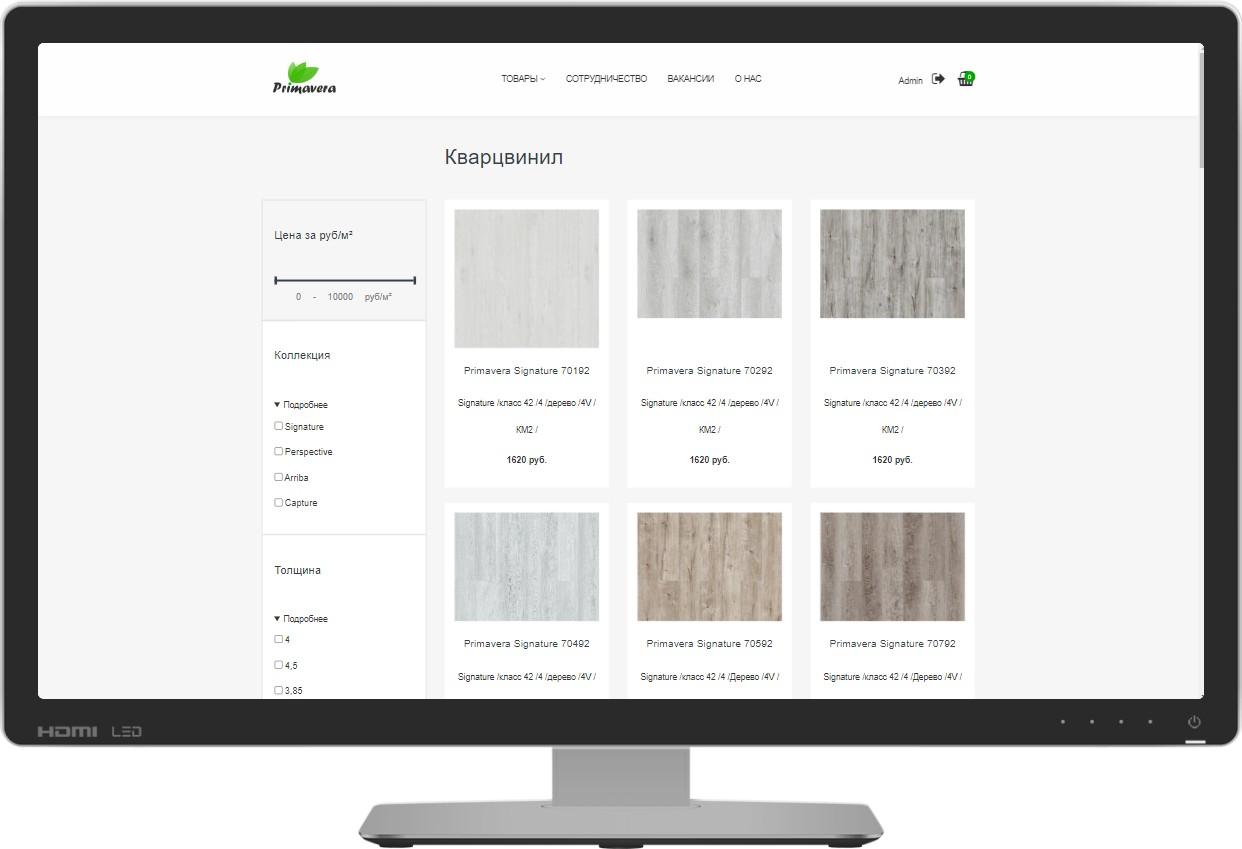 Primavera
ТОВАРЫ
СОТРУДНИЧЕСТВО
ВАКАНСИИ
О НАС
Admin
0
Кварцвинил
Цена за руб/м²
0 - 10000 руб/м²
Коллекция
▼ Подробнее
Signature
Perspective
Arriba
Capture
Толщина
▼ Подробнее
4
4,5
3,85
Primavera Signature 70192
Signature /класс 42 /4 /дерево /4V /
КМ2 /
1620 руб.
Primavera Signature 70292
Signature /класс 42 /4 /дерево /4V /
КМ2 /
1620 руб.
Primavera Signature 70392
Signature /класс 42 /4 /дерево /4V /
КМ2 /
1620 руб.
Primavera Signature 70492
Signature /класс 42 /4 /дерево /4V /
Primavera Signature 70592
Signature /класс 42 /4 /Дерево /4V /
Primavera Signature 70792
Signature /класс 42 /4 /Дерево /4V /
HDMI LED